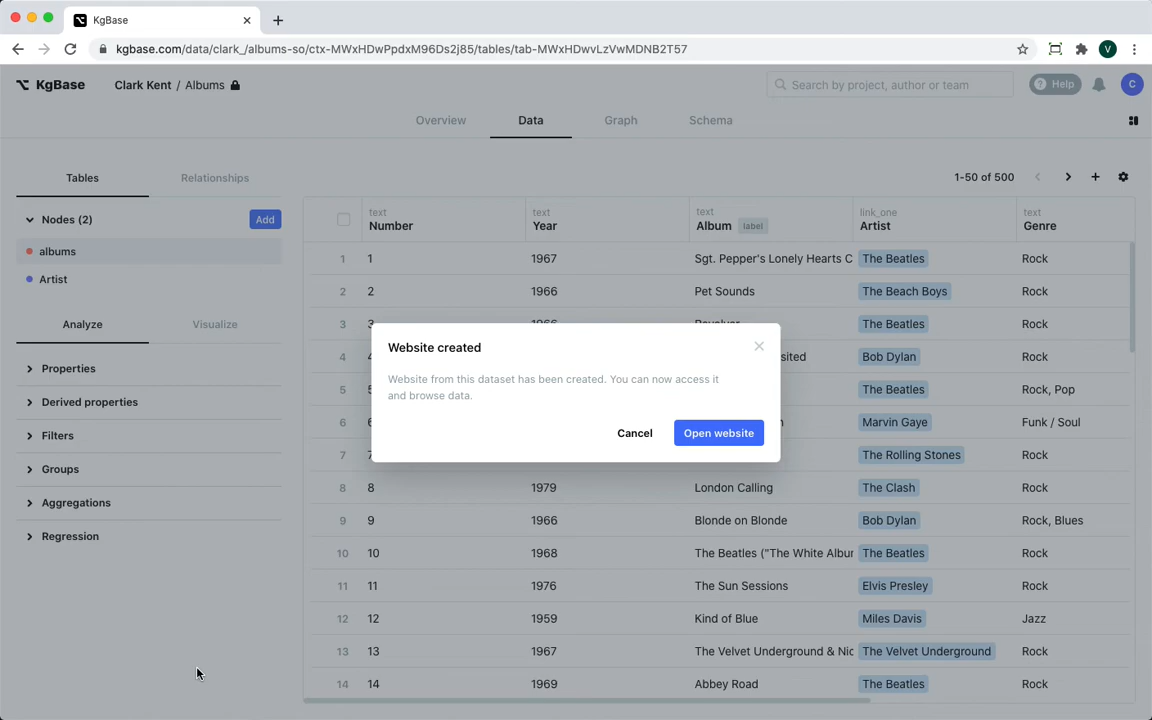 KgBase
kgbase.com/data/clark_/albums-so/ctx-MWxHDwPpdxM96Ds2j85/tables/tab-MWxHDwvLzVwMDNB2T57
V
KgBase
Clark Kent / Albums
Search by project, author or team
? Help
C
Overview
Data
Graph
Schema
Tables
Relationships
1-50 of 500
Nodes (2)
Add
albums
Artist
Analyze
Visualize
Properties
Derived properties
Filters
Groups
Aggregations
Regression
text text text link_one text
Number Year Album label Artist Genre
1 1 1967 Sgt. Pepper's Lonely Hearts C The Beatles Rock
2 2 1966 Pet Sounds The Beach Boys Rock
3 The Beatles Rock
4 sited Bob Dylan Rock
5 The Beatles Rock, Pop
6 Marvin Gaye Funk / Soul
7 The Rolling Stones Rock
8 8 1979 London Calling The Clash Rock
9 9 1966 Blonde on Blonde Bob Dylan Rock, Blues
10 10 1968 The Beatles ("The White Albur The Beatles Rock
11 11 1976 The Sun Sessions Elvis Presley Rock
12 12 1959 Kind of Blue Miles Davis Jazz
13 13 1967 The Velvet Underground & Nic The Velvet Underground Rock
14 14 1969 Abbey Road The Beatles Rock
Website created
Website from this dataset has been created. You can now access it
and browse data.
Cancel
Open website